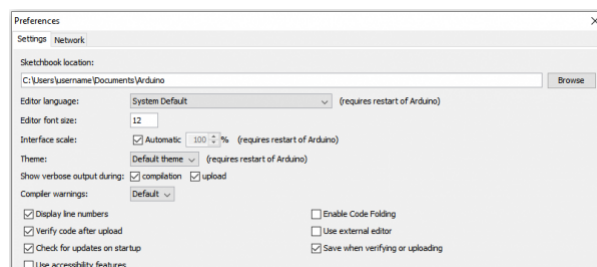 Preferences
Settings Network
Sketchbook location:
C:\Users\username\Documents\Arduino Browse
Editor language: System Default (requires restart of Arduino)
Editor font size: 12
Interface scale: Automatic 100 % (requires restart of Arduino)
Theme: Default theme (requires restart of Arduino)
Show verbose output during: compilation upload
Compiler warnings: Default
Display line numbers Enable Code Folding
Verify code after upload Use external editor
Check for updates on startup Save when verifying or uploading
Use accessibility features